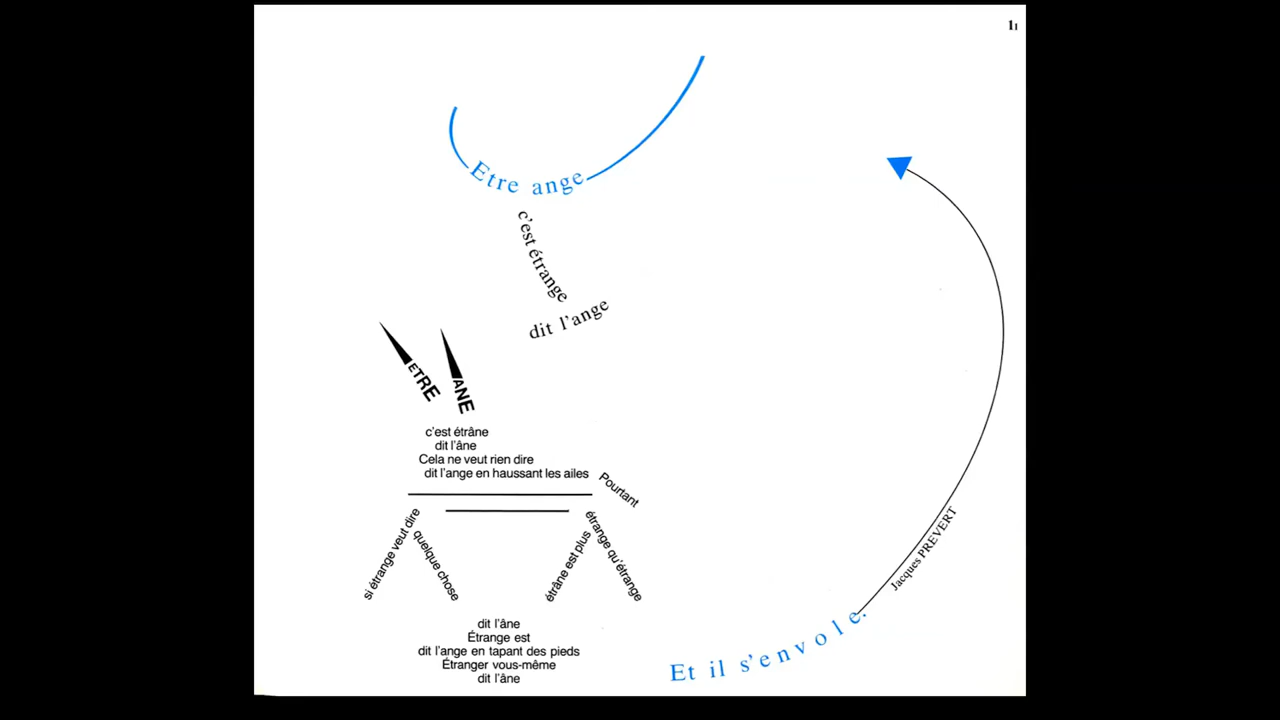 11
Etre ange
c'est étrange
dit l'ange
ETRE
ANE
c'est étrâne
dit l'âne
Cela ne veut rien dire
dit l'ange en haussant les ailes
Pourtant
si étrange veut dire
quelque chose
étrâne est plus
étrange qu'étrange
dit l'âne
Étrange est
dit l'ange en tapant des pieds
Étranger vous-même
dit l'âne
Et il s'envole.
Jacques PREVERT